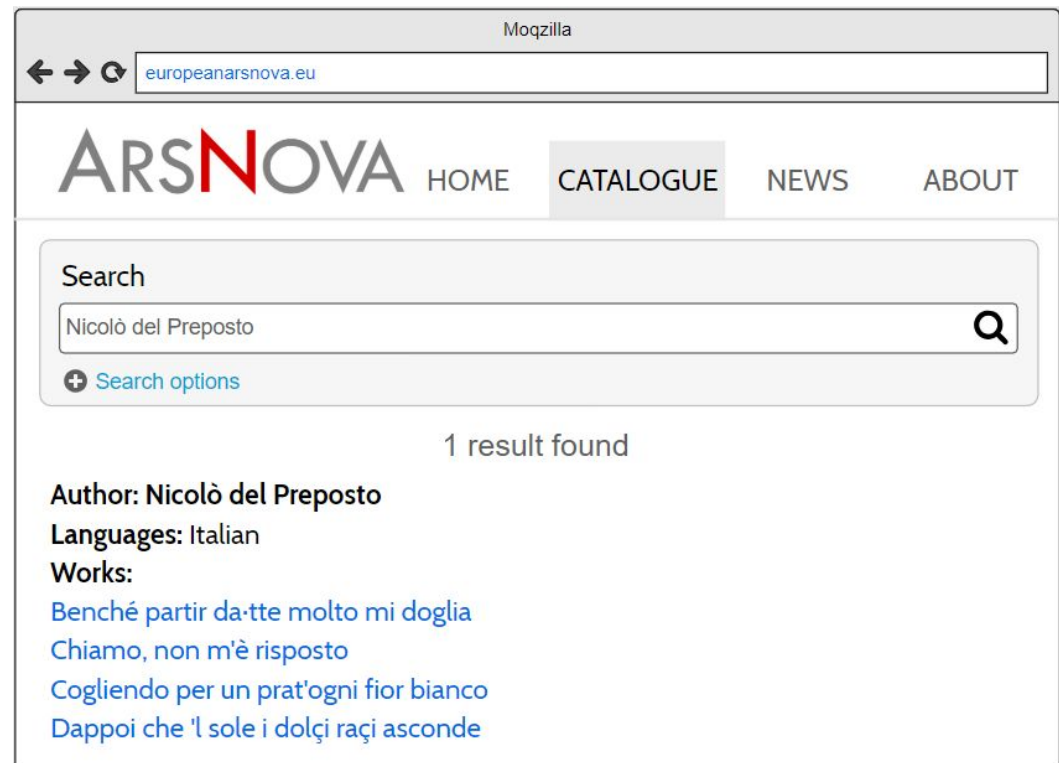 Moqzilla
europeanarsnova.eu
ARSNOVA HOME CATALOGUE NEWS ABOUT
Search
Nicolò del Preposto
Search options
1 result found
Author: Nicolò del Preposto
Languages: Italian
Works:
Benché partir da·tte molto mi doglia
Chiamo, non m'è risposto
Cogliendo per un prat'ogni fior bianco
Dappoi che 'l sole i dolçi raçi asconde